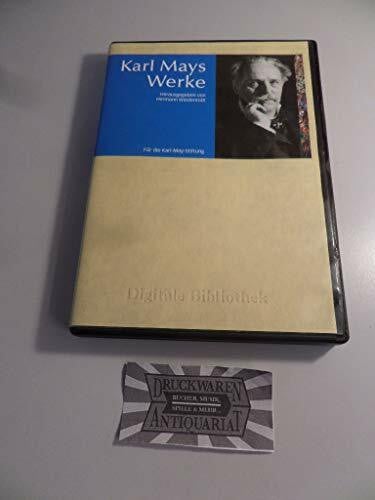 Karl Mays
Werke
Herausgegeben von
Hermann Wiedenroth
Für die Karl-May-Stiftung
Digitale Bibliothek
DRUCKWAREN
BÜCHER, MUSIK,
SPIELE & MEHR...
ANTIQUARIAT